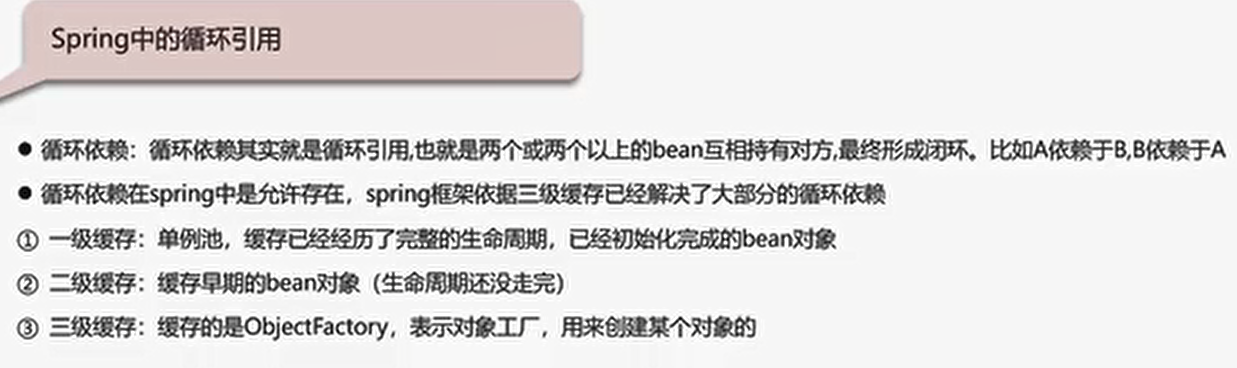 Spring中的循环引用
● 循环依赖：循环依赖其实就是循环引用,也就是两个或两个以上的bean互相持有对方,最终形成闭环。比如A依赖于B,B依赖于A
● 循环依赖在spring中是允许存在，spring框架依据三级缓存已经解决了大部分的循环依赖
① 一级缓存：单例池，缓存已经经历了完整的生命周期，已经初始化完成的bean对象
② 二级缓存：缓存早期的bean对象（生命周期还没走完）
③ 三级缓存：缓存的是ObjectFactory，表示对象工厂，用来创建某个对象的